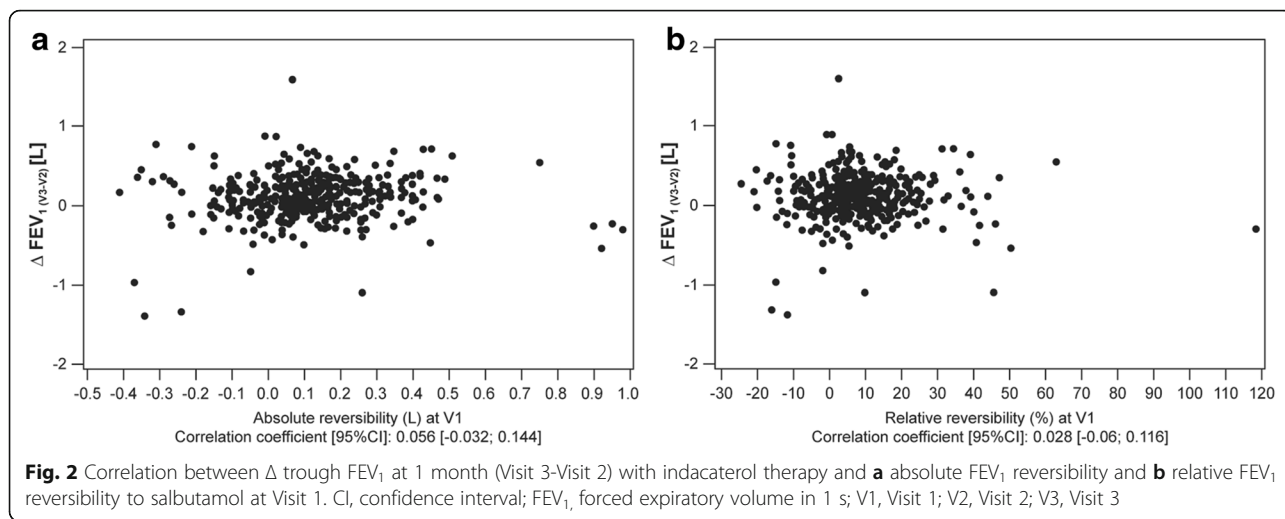 a
2
1
0
-1
-2
Δ FEV₁ (V3-V2) [L]
-0.5 -0.4 -0.3 -0.2 -0.1 0.0 0.1 0.2 0.3 0.4 0.5 0.6 0.7 0.8 0.9 1.0
Absolute reversibility (L) at V1
Correlation coefficient [95%CI]: 0.056 [-0.032; 0.144]
b
2
1
0
-1
-2
Δ FEV₁ (V3-V2) [L]
-30 -20 -10 0 10 20 30 40 50 60 70 80 90 100 110 120
Relative reversibility (%) at V1
Correlation coefficient [95%CI]: 0.028 [-0.06; 0.116]
Fig. 2 Correlation between Δ trough FEV₁ at 1 month (Visit 3-Visit 2) with indacaterol therapy and a absolute FEV₁ reversibility and b relative FEV₁
reversibility to salbutamol at Visit 1. CI, confidence interval; FEV₁, forced expiratory volume in 1 s; V1, Visit 1; V2, Visit 2; V3, Visit 3